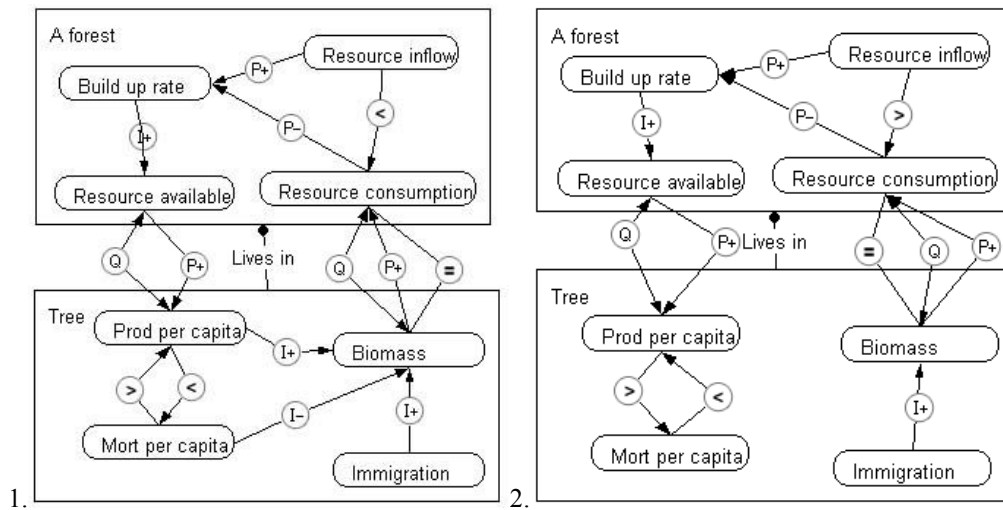 A forest
Resource inflow
P+
Build up rate
<
P-
I+
Resource available
Resource consumption
Q
P+
Lives in
Q
P+
=
Tree
Prod per capita
I+
Biomass
>
<
I-
I+
Mort per capita
Immigration
1.
A forest
Resource inflow
P+
Build up rate
P-
>
I+
Resource available
Resource consumption
Q
P+
Lives in
=
Q
P+
Tree
Prod per capita
Biomass
>
<
I+
Mort per capita
Immigration
2.